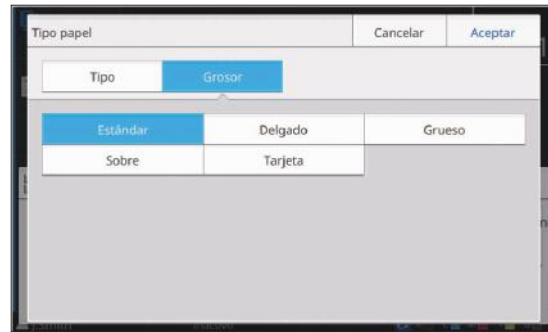 Tipo papel Cancelar Aceptar
Tipo Grosor
Estándar Delgado Grueso
Sobre Tarjeta